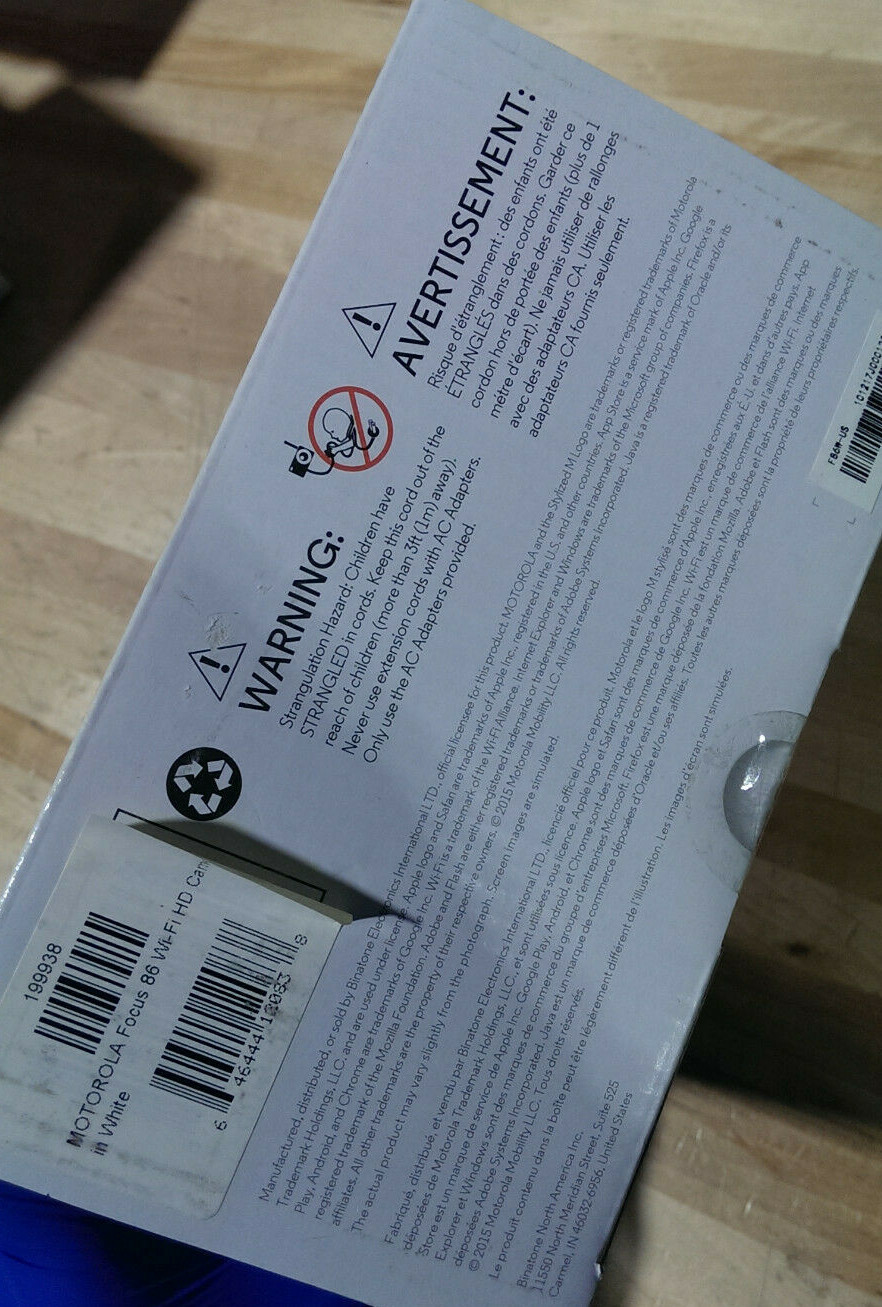 WARNING:
Strangulation Hazard: Children have
STRANGLED in cords. Keep this cord out of the
reach of children (more than 3ft (1m) away).
Never use extension cords with AC Adapters.
Only use the AC Adapters provided.
AVERTISSEMENT:
Risque d'étranglement : des enfants ont été
ÉTRANGLÉS dans des cordons. Garder ce
cordon hors de portée des enfants (plus de 1
mètre d'écart). Ne jamais utiliser de rallonges
avec des adaptateurs CA. Utiliser les
adaptateurs CA fournis seulement.
199938
MOTOROLA Focus 86 Wi-Fi HD Cam
in White
6 46444 10093 8
Manufactured, distributed, or sold by Binatone Electronics International LTD., official licensee for this product. MOTOROLA and the Stylized M Logo are trademarks or registered trademarks of Motorola
Trademark Holdings, LLC. and are used under license. Apple logo and Safari are trademarks of Apple Inc., registered in the U.S. and other countries. App Store is a service mark of Apple Inc. Google
Play, Android, and Chrome are trademarks of Google Inc. Wi-Fi is a trademark of the Wi-Fi Alliance. Internet Explorer and Windows are trademarks of the Microsoft group of companies. Firefox is a
registered trademark of the Mozilla Foundation. Adobe and Flash are either registered trademarks or trademarks of Adobe Systems Incorporated. Java is a registered trademark of Oracle and/or its
affiliates. All other trademarks are the property of their respective owners. © 2015 Motorola Mobility LLC. All rights reserved.
The actual product may vary slightly from the photograph. Screen images are simulated.
Fabriqué, distribué, et vendu par Binatone Electronics International LTD, licencié officiel pour ce produit. Motorola et le logo M stylisé sont des marques de commerce ou des marques de commerce
déposées de Motorola Trademark Holdings, LLC., et sont utilisées sous licence. Apple logo et Safari sont des marques de commerce d'Apple Inc., enregistrées aux É.-U. et dans d'autres pays. App
Store est un marque de service de Apple Inc. Google Play, Android, et Chrome sont des marques de commerce de Google Inc. Wi-Fi est un marque de commerce de l'alliance Wi-Fi. Internet
Explorer et Windows sont des marques de commerce du groupe d'entreprises Microsoft. Firefox est une marque déposée de la fondation Mozilla. Adobe et Flash sont des marques ou des marques
déposées Adobe Systems Incorporated. Java est un marque de commerce déposées d'Oracle et/ou ses affiliés. Toutes les autres marques déposées sont la propriété de leurs propriétaires respectifs.
© 2015 Motorola Mobility LLC. Tous droits réservés.
Le produit contenu dans la boîte peut être légèrement différent de l'illustration. Les images d'écran sont simulées.
Binatone North America Inc.
11550 North Meridian Street, Suite 525
Carmel, IN 46032-6956, United States
F86M-US